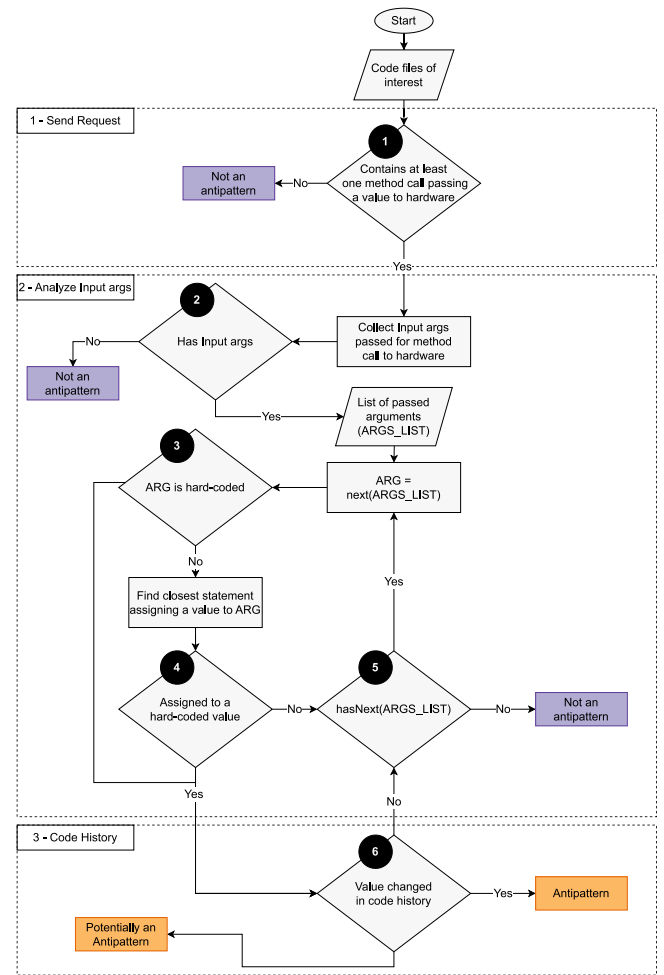 Start
Code files of
interest
1 - Send Request
1
Contains at least
one method call passing
a value to hardware
No
Not an
antipattern
Yes
2 - Analyze Input args
2
Has Input args
Collect Input args
passed for method
call to hardware
No
Not an
antipattern
Yes
List of passed
arguments
(ARGS_LIST)
3
ARG is hard-coded
ARG =
next(ARGS_LIST)
No
Yes
Find closest statement
assigning a value to ARG
4
Assigned to a
hard-coded value
No
5
hasNext(ARGS_LIST)
No
Not an
antipattern
Yes
No
3 - Code History
6
Value changed
in code history
Yes
Antipattern
Potentially an
Antipattern